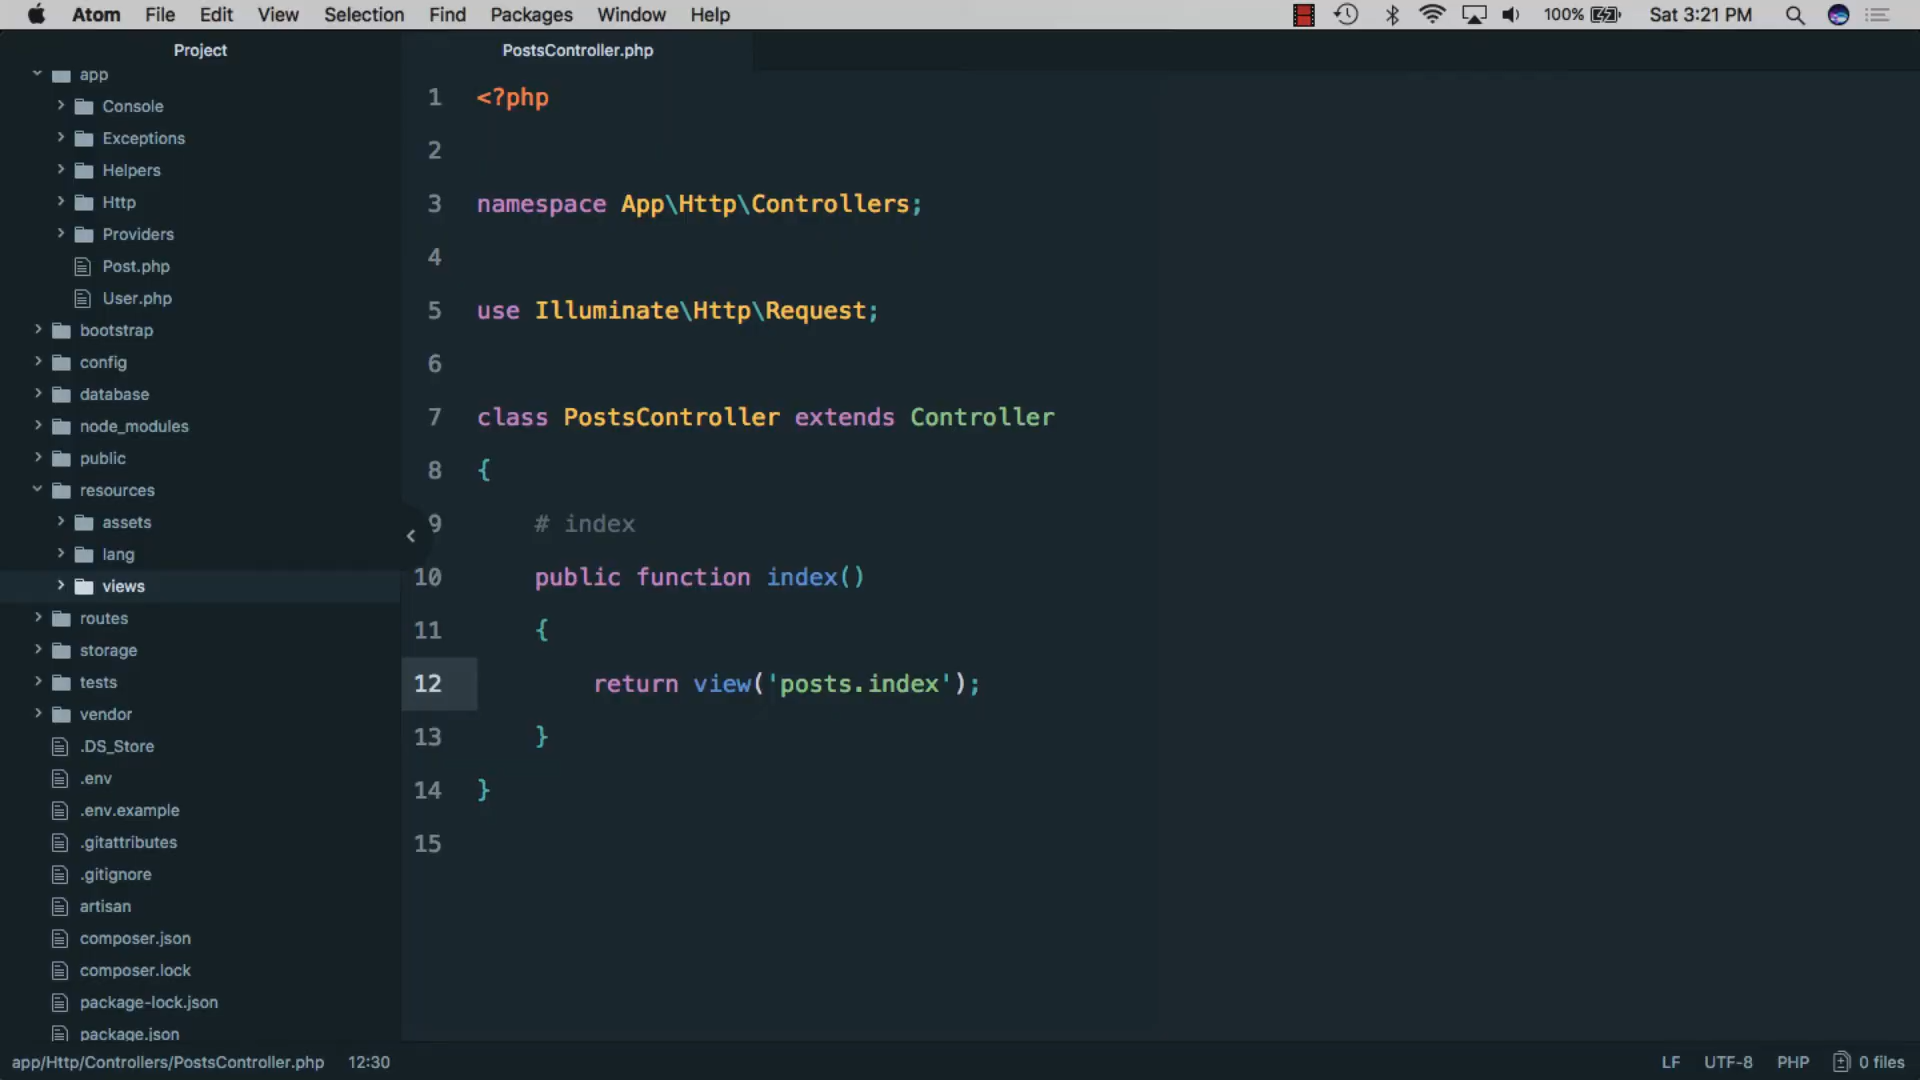 Atom File Edit View Selection Find Packages Window Help 100% Sat 3:21 PM
Project
app
Console
Exceptions
Helpers
Http
Providers
Post.php
User.php
bootstrap
config
database
node_modules
public
resources
assets
lang
views
routes
storage
tests
vendor
.DS_Store
.env
.env.example
.gitattributes
.gitignore
artisan
composer.json
composer.lock
package-lock.json
package.json
PostsController.php
1 <?php
2
3 namespace App\Http\Controllers;
4
5 use Illuminate\Http\Request;
6
7 class PostsController extends Controller
8 {
9 # index
10 public function index()
11 {
12 return view('posts.index');
13 }
14 }
15
app/Http/Controllers/PostsController.php 12:30 LF UTF-8 PHP 0 files